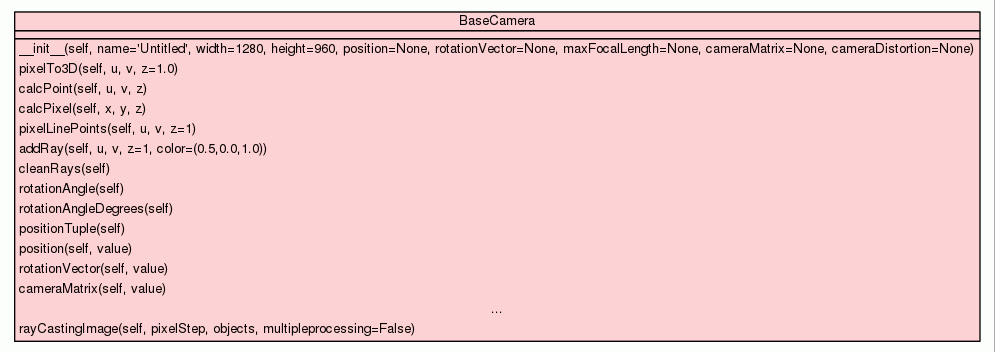 BaseCamera
__init__(self, name='Untitled', width=1280, height=960, position=None, rotationVector=None, maxFocalLength=None, cameraMatrix=None, cameraDistortion=None)
pixelTo3D(self, u, v, z=1.0)
calcPoint(self, u, v, z)
calcPixel(self, x, y, z)
pixelLinePoints(self, u, v, z=1)
addRay(self, u, v, z=1, color=(0.5,0.0,1.0))
cleanRays(self)
rotationAngle(self)
rotationAngleDegrees(self)
positionTuple(self)
position(self, value)
rotationVector(self, value)
cameraMatrix(self, value)
...
rayCastingImage(self, pixelStep, objects, multipleprocessing=False)